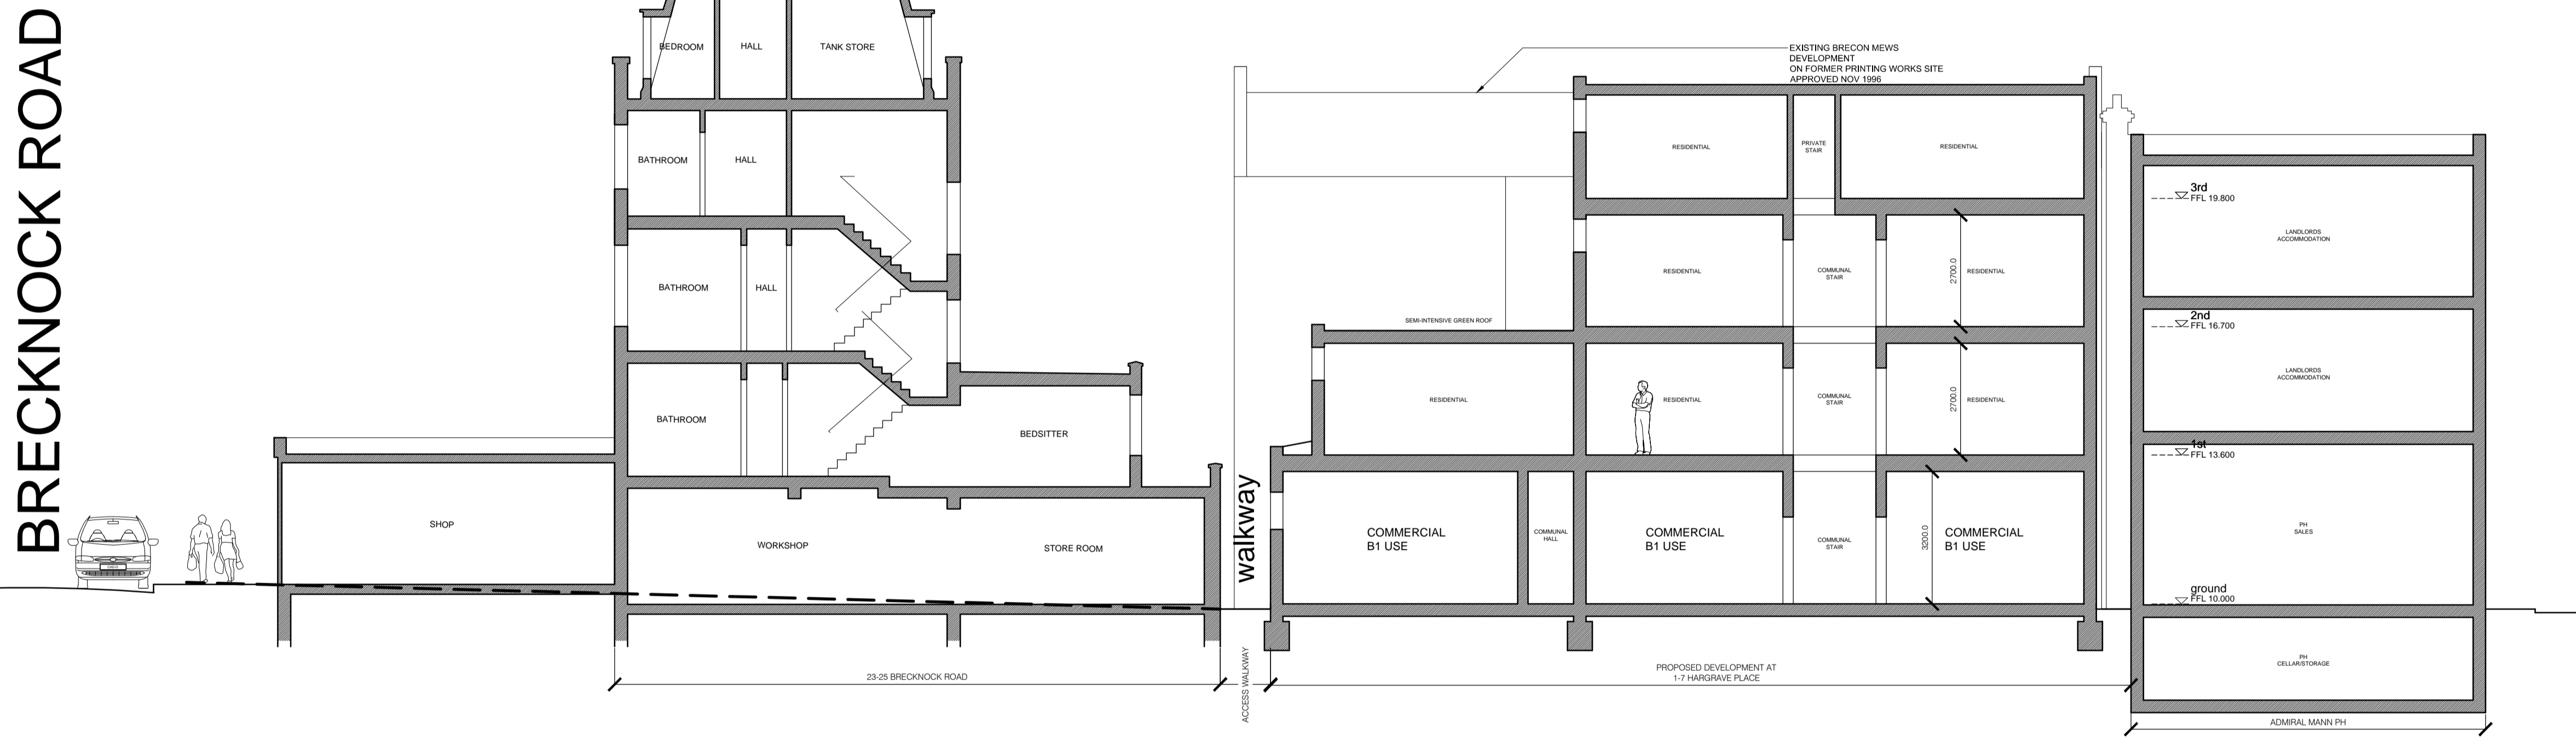 BRECKNOCK ROAD
BEDROOM
HALL
TANK STORE
BATHROOM
HALL
BATHROOM
HALL
BATHROOM
BEDSITTER
SHOP
WORKSHOP
STORE ROOM
23-25 BRECKNOCK ROAD
walkway
ACCESS WALKWAY
EXISTING BRECON MEWS
DEVELOPMENT
ON FORMER PRINTING WORKS SITE
APPROVED NOV 1996
RESIDENTIAL
PRIVATE
STAIR
RESIDENTIAL
RESIDENTIAL
COMMUNAL
STAIR
2700.0
RESIDENTIAL
SEMI-INTENSIVE GREEN ROOF
RESIDENTIAL
RESIDENTIAL
COMMUNAL
STAIR
2700.0
RESIDENTIAL
COMMERCIAL
B1 USE
COMMUNAL
HALL
COMMERCIAL
B1 USE
COMMUNAL
STAIR
3200.0
COMMERCIAL
B1 USE
PROPOSED DEVELOPMENT AT
1-7 HARGRAVE PLACE
3rd
FFL 19.800
LANDLORDS
ACCOMMODATION
2nd
FFL 16.700
LANDLORDS
ACCOMMODATION
1st
FFL 13.600
PH
SALES
ground
FFL 10.000
PH
CELLAR/STORAGE
ADMIRAL MANN PH